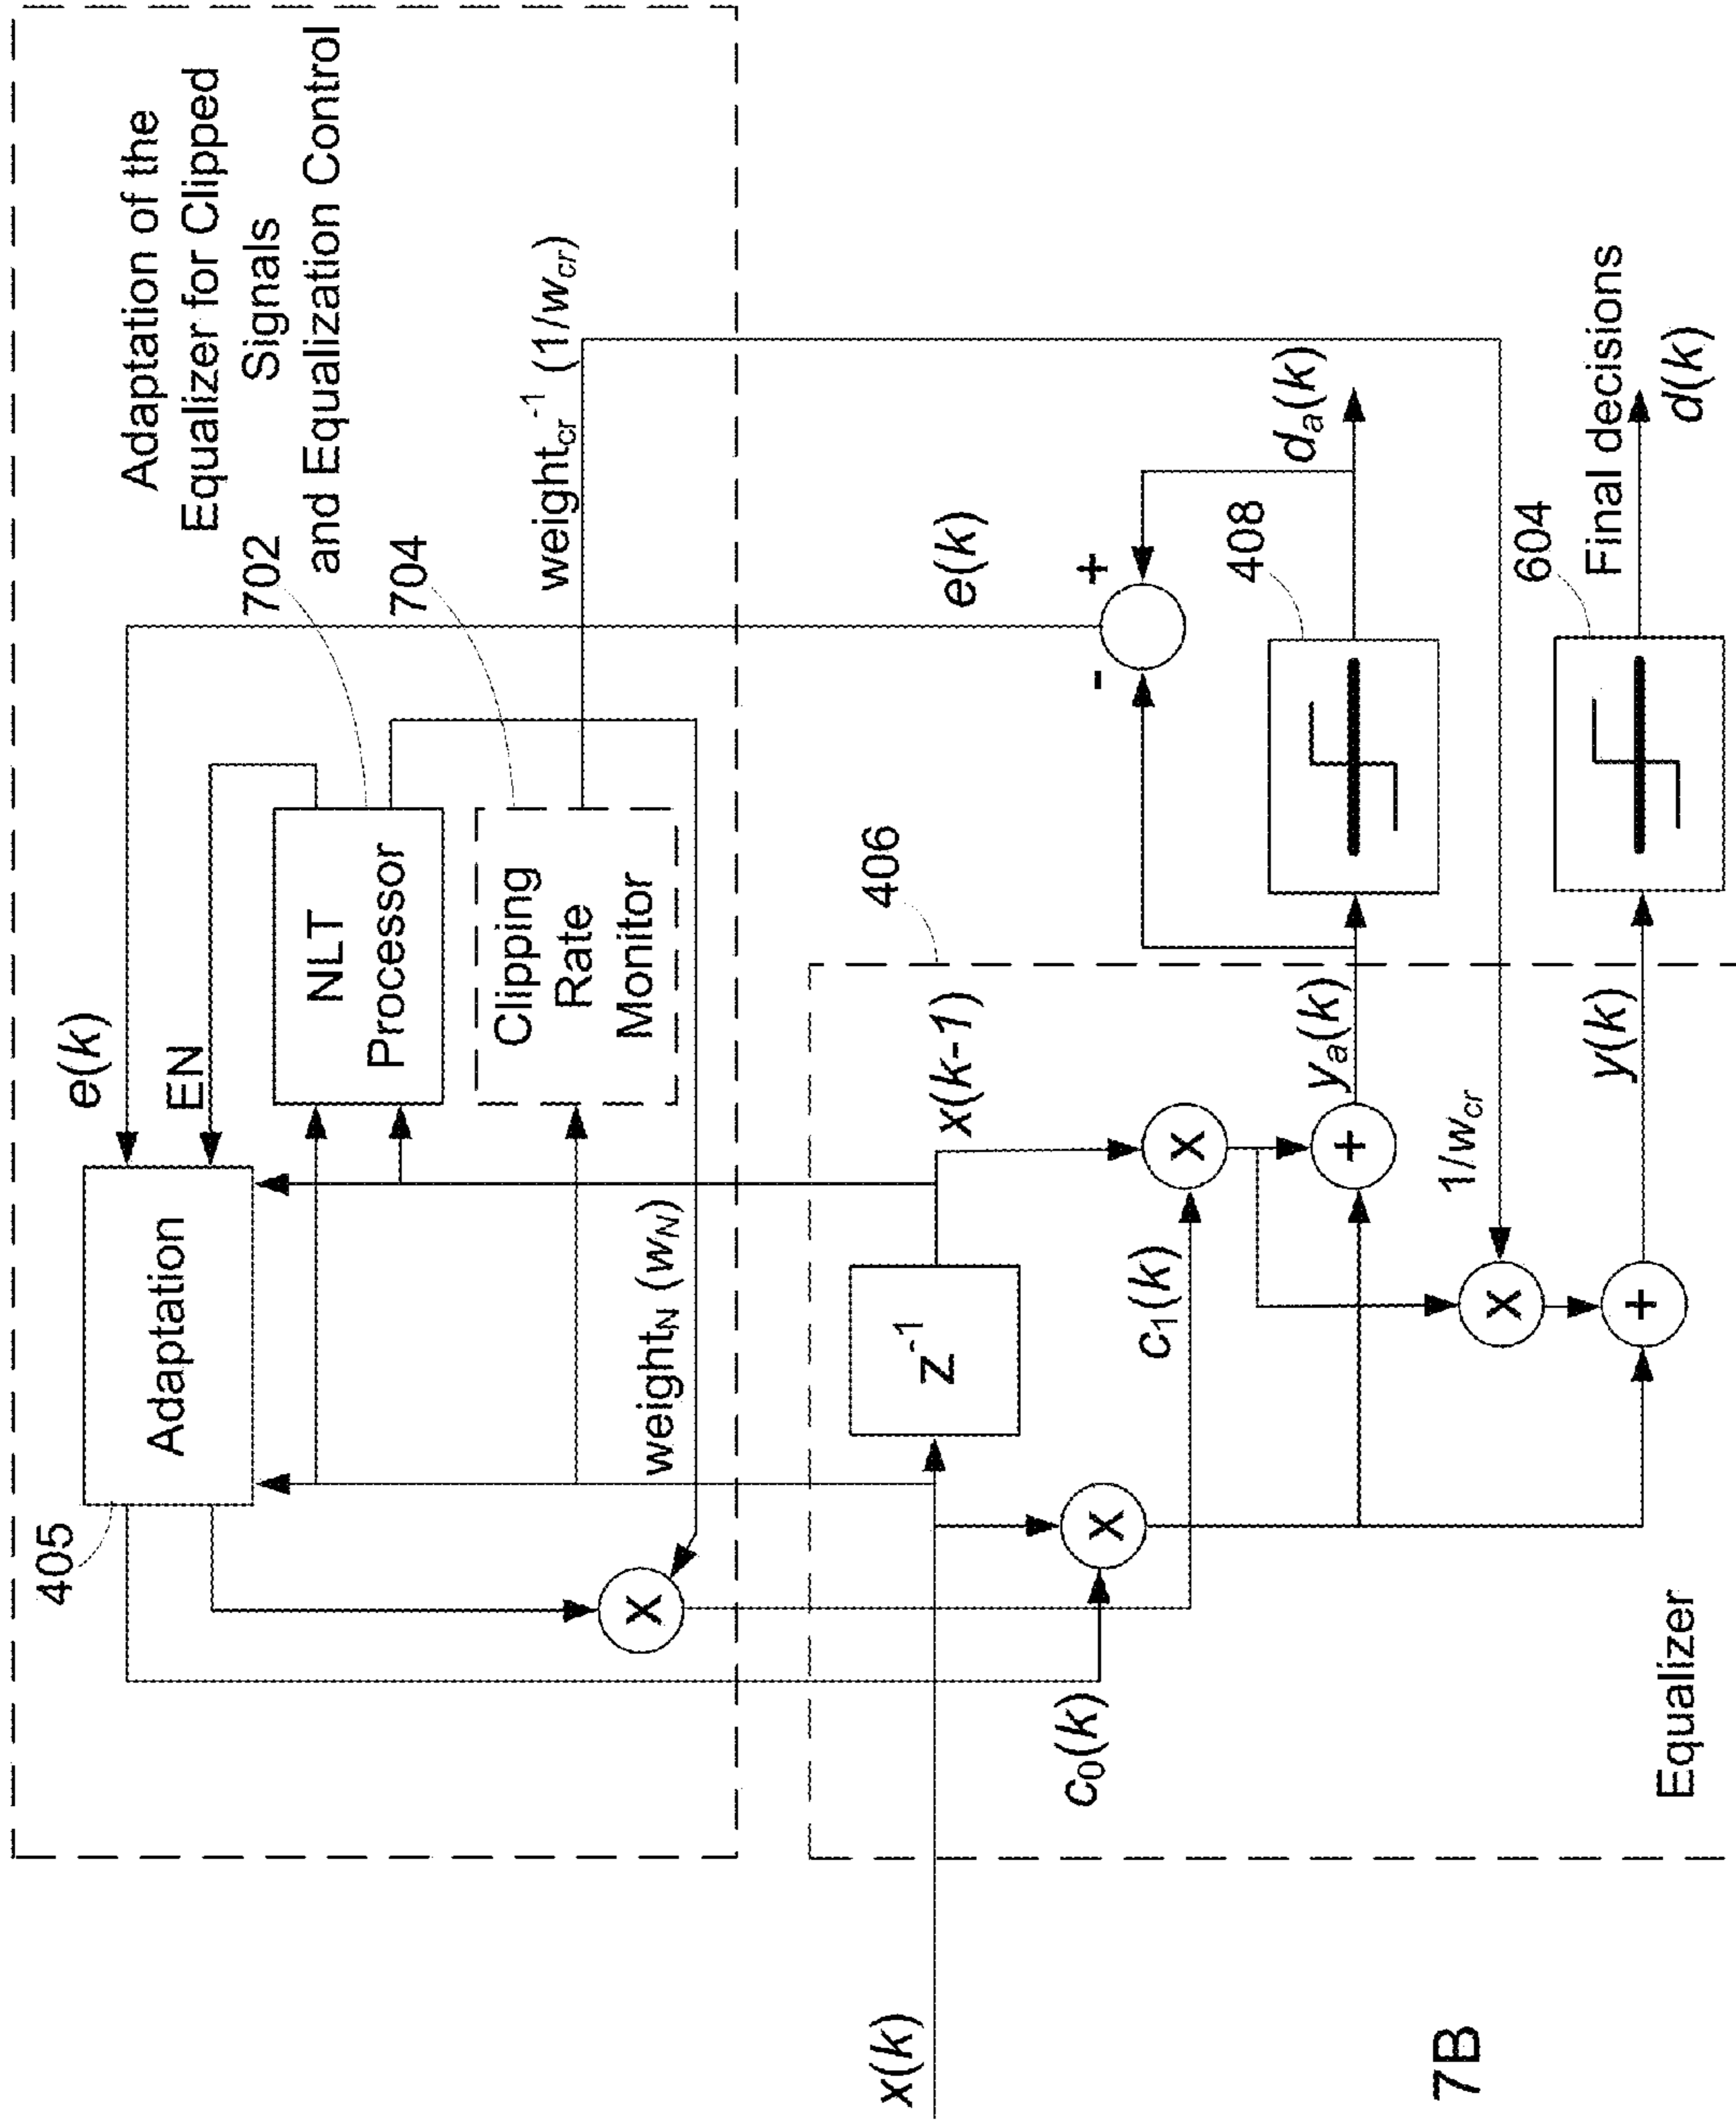 Adaptation of the
Equalizer for Clipped
Signals
and Equalization Control
e(k)
EN
405
Adaptation
NLT
Processor
702
Clipping
Rate
Monitor
704
weight_N (w_N)
weight_cr^-1 (1/w_cr)
e(k)
406
x(k)
z^-1
x(k-1)
c_0(k)
c_1(k)
+
-
x
x
x
x
+
+
y_a(k)
408
d_a(k)
1/w_cr
y(k)
604
Final decisions
d(k)
Equalizer
7B